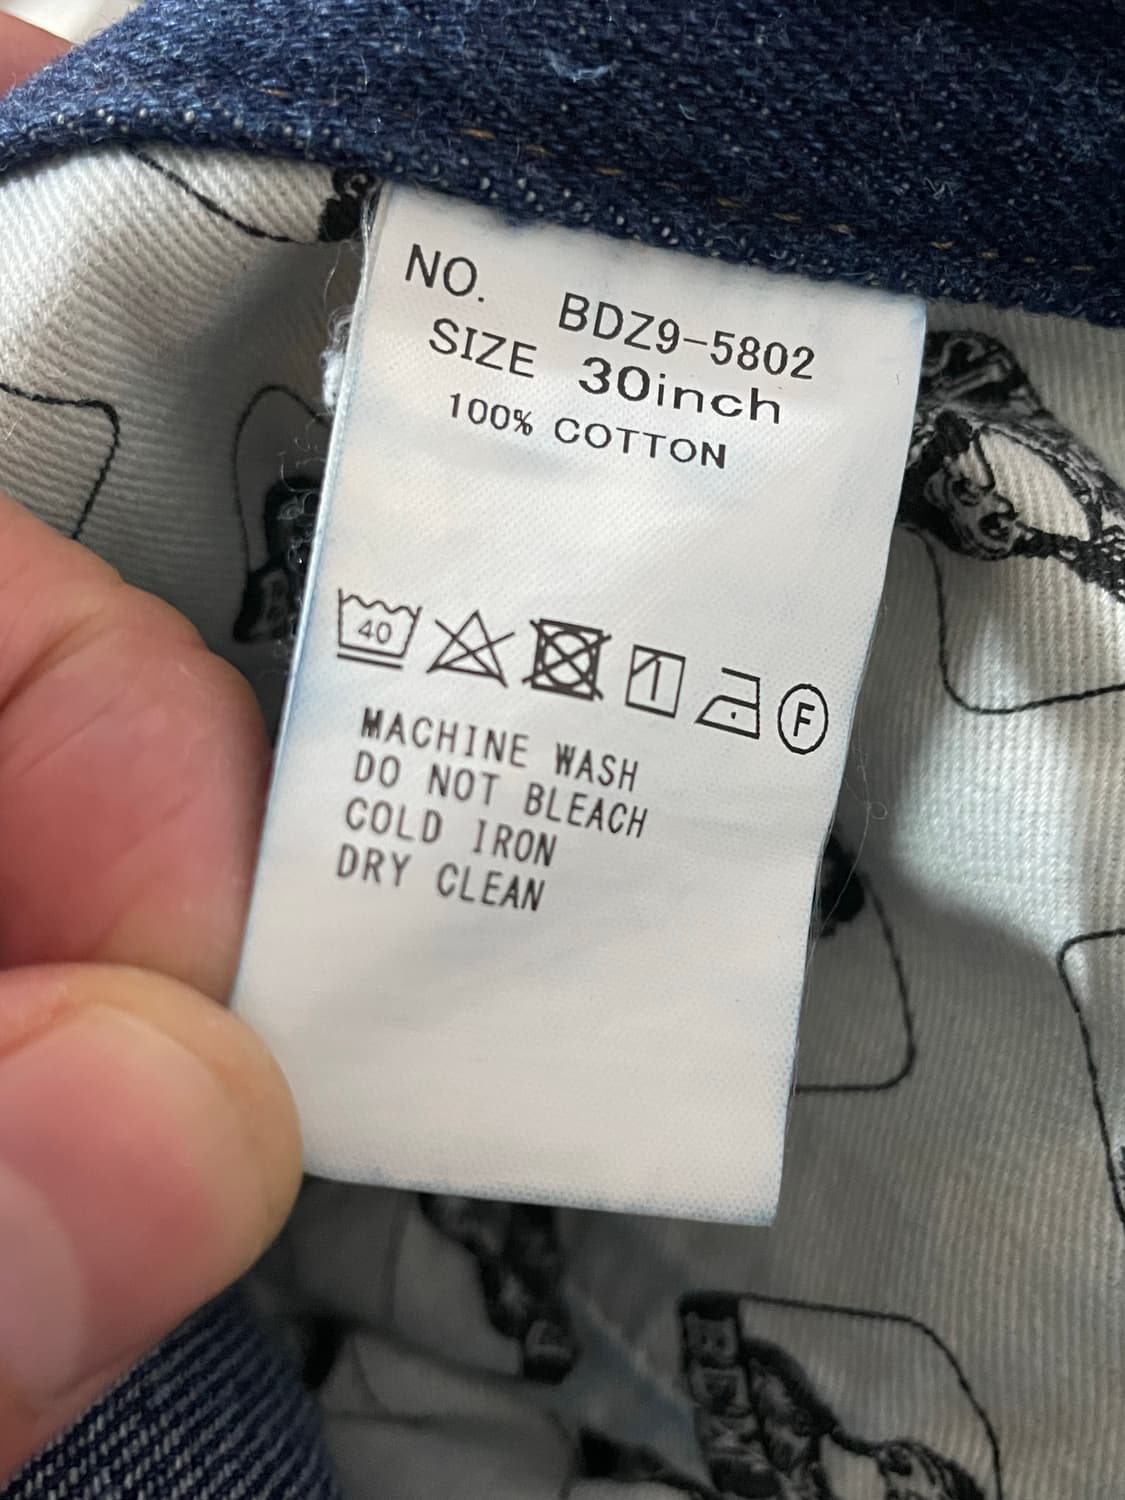 NO. BDZ9-5802
SIZE 30inch
100% COTTON
40 F
MACHINE WASH
DO NOT BLEACH
COLD IRON
DRY CLEAN